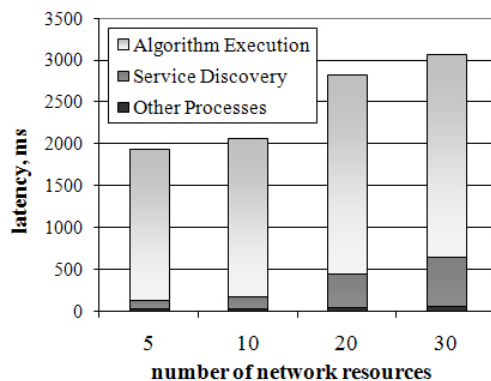 3500
3000
2500
2000
1500
1000
500
0
latency, ms
Algorithm Execution
Service Discovery
Other Processes
5 10 20 30
number of network resources